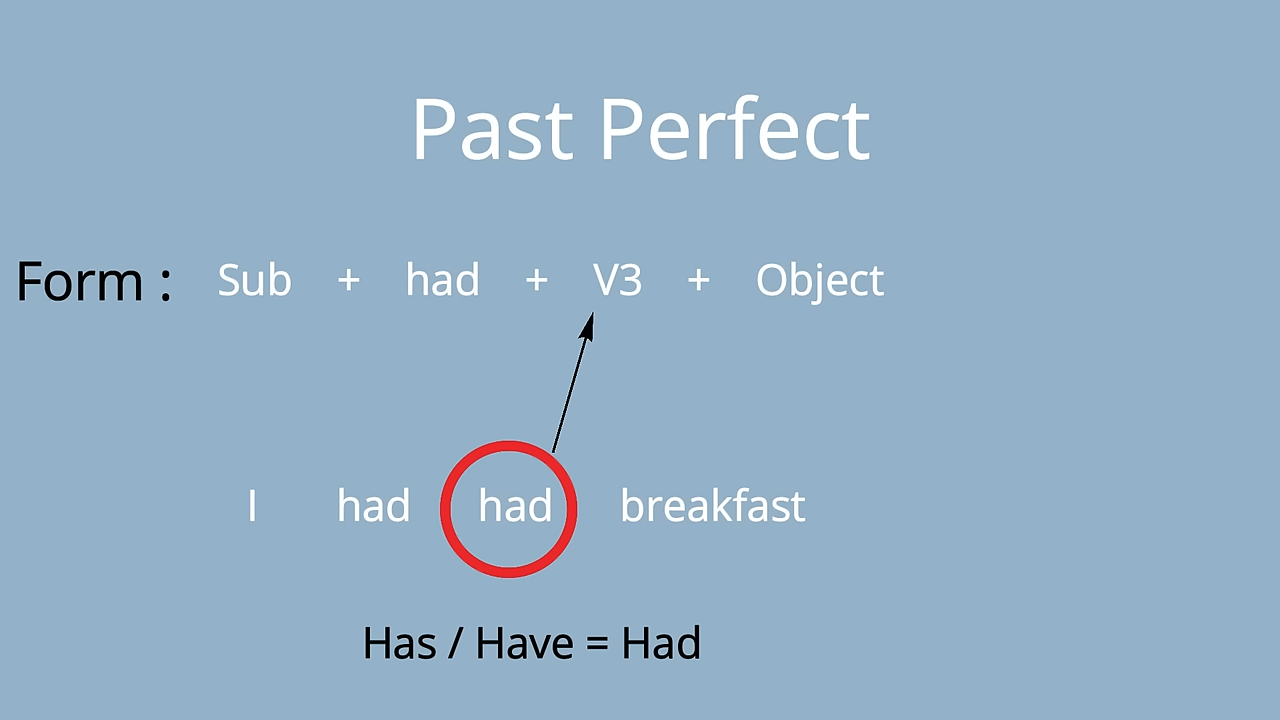 Past Perfect
Form : Sub + had + V3 + Object
I had had breakfast
Has / Have = Had